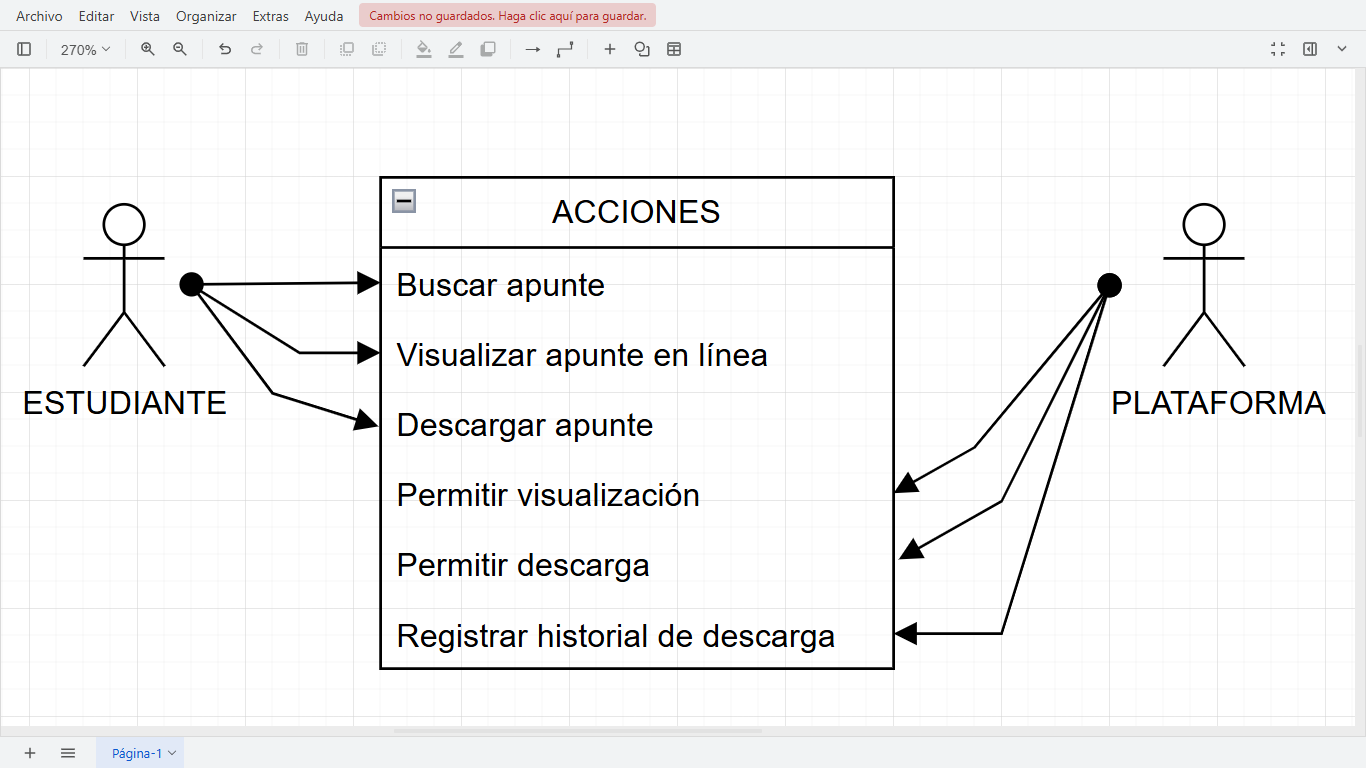 Archivo Editar Vista Organizar Extras Ayuda Cambios no guardados. Haga clic aquí para guardar.
270%
ACCIONES
Buscar apunte
Visualizar apunte en línea
ESTUDIANTE
PLATAFORMA
Descargar apunte
Permitir visualización
Permitir descarga
Registrar historial de descarga
Página-1